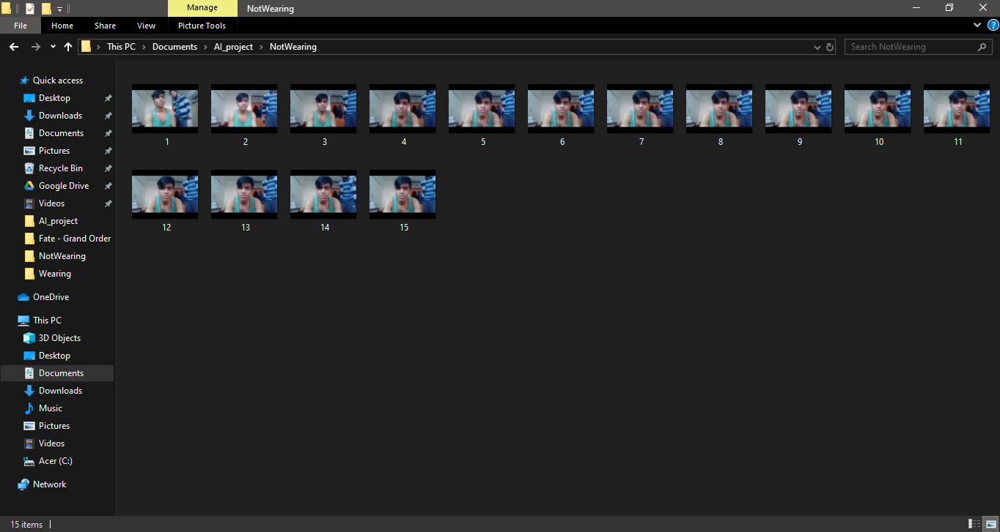 Manage NotWearing
File Home Share View Picture Tools
This PC Documents AI_project NotWearing Search NotWearing
Quick access
Desktop
Downloads
Documents
Pictures
Recycle Bin
Google Drive
Videos
AI_project
Fate - Grand Order
NotWearing
Wearing
OneDrive
This PC
3D Objects
Desktop
Documents
Downloads
Music
Pictures
Videos
Acer (C:)
Network
1 2 3 4 5 6 7 8 9 10 11
12 13 14 15
15 items